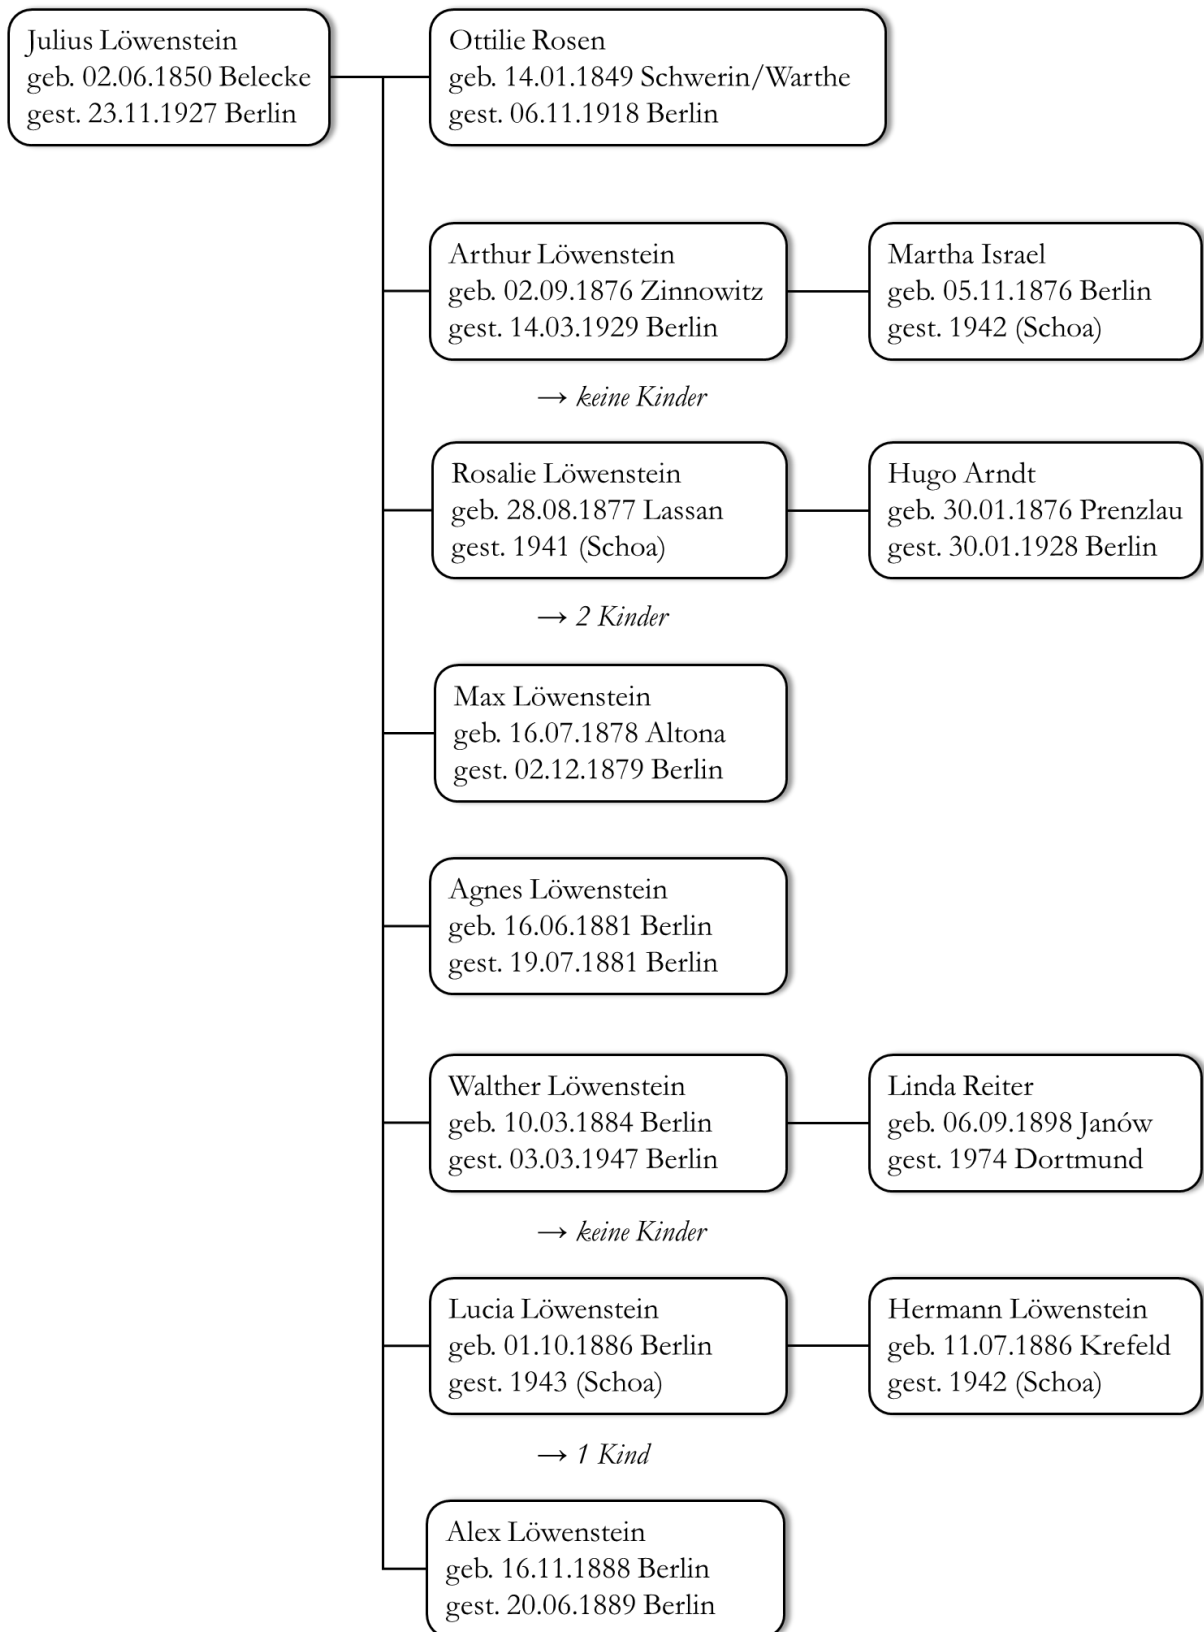 Julius Löwenstein
geb. 02.06.1850 Belecke
gest. 23.11.1927 Berlin
Ottilie Rosen
geb. 14.01.1849 Schwerin/Warthe
gest. 06.11.1918 Berlin
Arthur Löwenstein
geb. 02.09.1876 Zinnowitz
gest. 14.03.1929 Berlin
Martha Israel
geb. 05.11.1876 Berlin
gest. 1942 (Schoa)
→ keine Kinder
Rosalie Löwenstein
geb. 28.08.1877 Lassan
gest. 1941 (Schoa)
Hugo Arndt
geb. 30.01.1876 Prenzlau
gest. 30.01.1928 Berlin
→ 2 Kinder
Max Löwenstein
geb. 16.07.1878 Altona
gest. 02.12.1879 Berlin
Agnes Löwenstein
geb. 16.06.1881 Berlin
gest. 19.07.1881 Berlin
Walther Löwenstein
geb. 10.03.1884 Berlin
gest. 03.03.1947 Berlin
Linda Reiter
geb. 06.09.1898 Janów
gest. 1974 Dortmund
→ keine Kinder
Lucia Löwenstein
geb. 01.10.1886 Berlin
gest. 1943 (Schoa)
Hermann Löwenstein
geb. 11.07.1886 Krefeld
gest. 1942 (Schoa)
→ 1 Kind
Alex Löwenstein
geb. 16.11.1888 Berlin
gest. 20.06.1889 Berlin